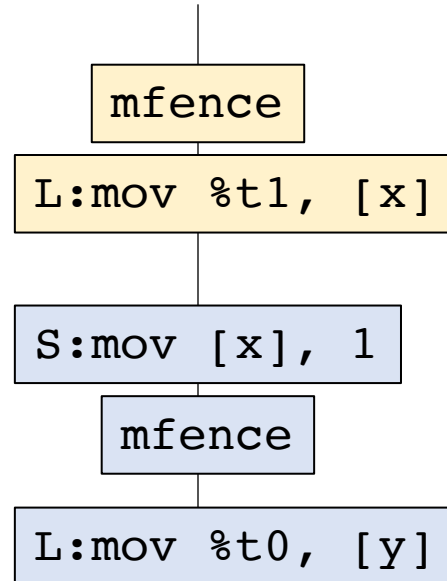 mfence
L:mov %t1, [x]
S:mov [x], 1
mfence
L:mov %t0, [y]